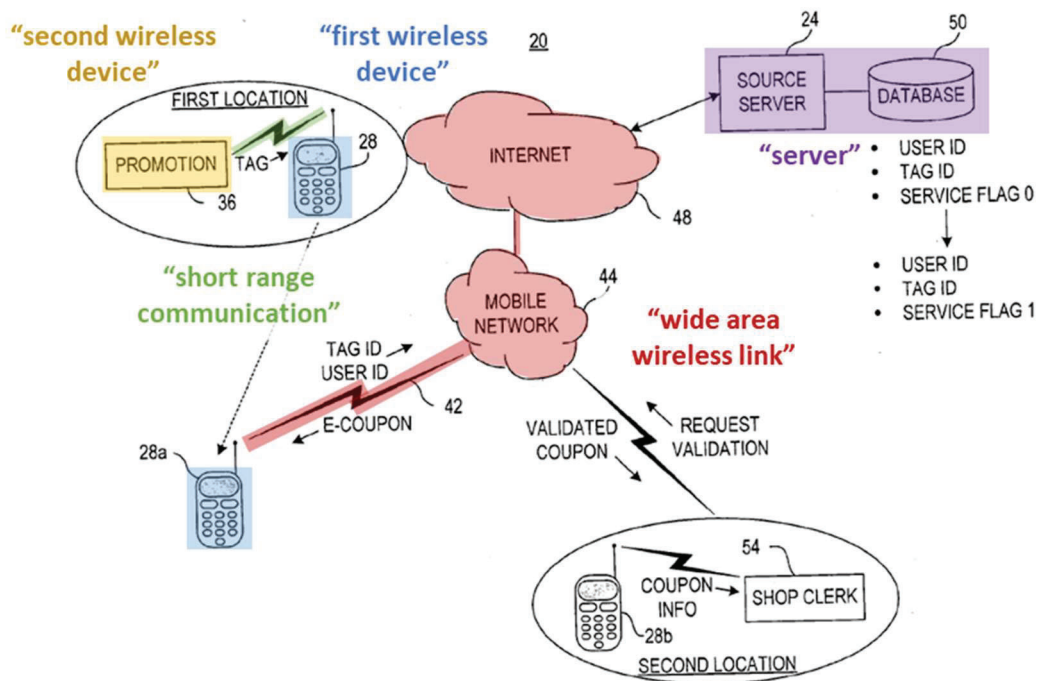 “second wireless
device”
“first wireless
device”
20
24
50
FIRST LOCATION
PROMOTION
TAG
28
36
INTERNET
48
SOURCE
SERVER
DATABASE
“server”
• USER ID
• TAG ID
• SERVICE FLAG 0
• USER ID
• TAG ID
• SERVICE FLAG 1
“short range
communication”
MOBILE
NETWORK
44
“wide area
wireless link”
TAG ID
USER ID
42
E-COUPON
28a
VALIDATED
COUPON
REQUEST
VALIDATION
54
COUPON
INFO
SHOP CLERK
28b
SECOND LOCATION